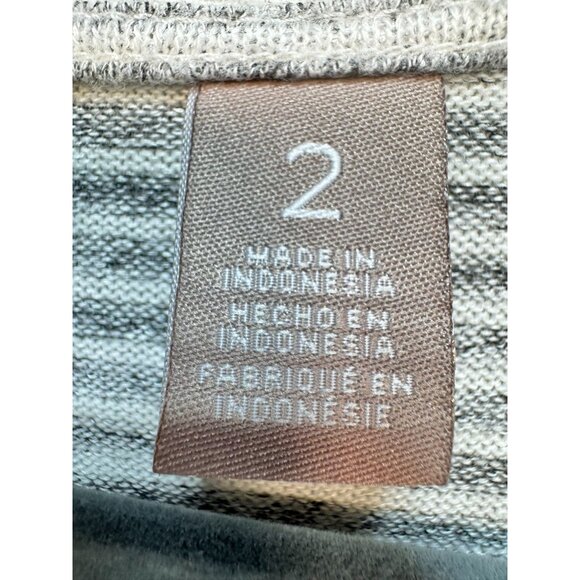 2
MADE IN
INDONESIA
HECHO EN
INDONESIA
FABRIQUÉ EN
INDONÉSIE